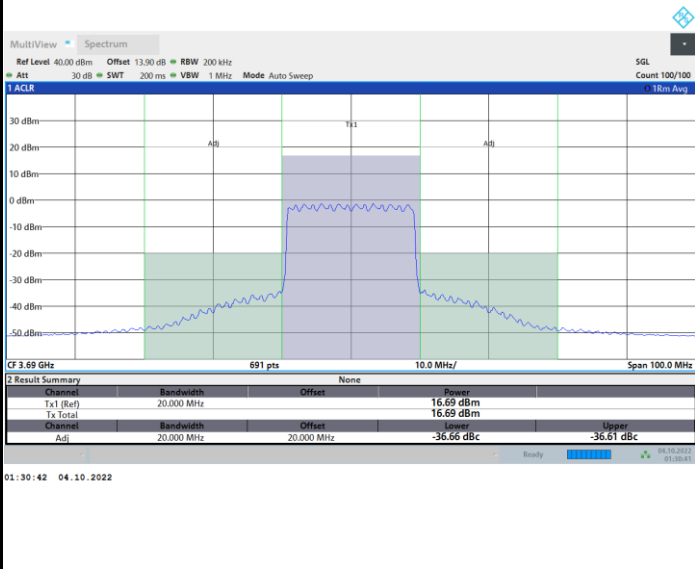 MultiView Spectrum
Ref Level 40.00 dBm Offset 13.90 dB RBW 200 kHz SGL
Att 30 dB SWT 200 ms VBW 1 MHz Mode Auto Sweep Count 100/100
1 ACLR 1Rm Avg
30 dBm
Tx1
20 dBm Adj Adj
10 dBm
0 dBm
-10 dBm
-20 dBm
-30 dBm
-40 dBm
-50 dBm
CF 3.69 GHz 691 pts 10.0 MHz/ Span 100.0 MHz
2 Result Summary None
Channel Bandwidth Offset Power
Tx1 (Ref) 20.000 MHz 16.69 dBm
Tx Total 16.69 dBm
Channel Bandwidth Offset Lower Upper
Adj 20.000 MHz 20.000 MHz -36.66 dBc -36.61 dBc
Ready 04.10.2022
01:30:41
01:30:42 04.10.2022